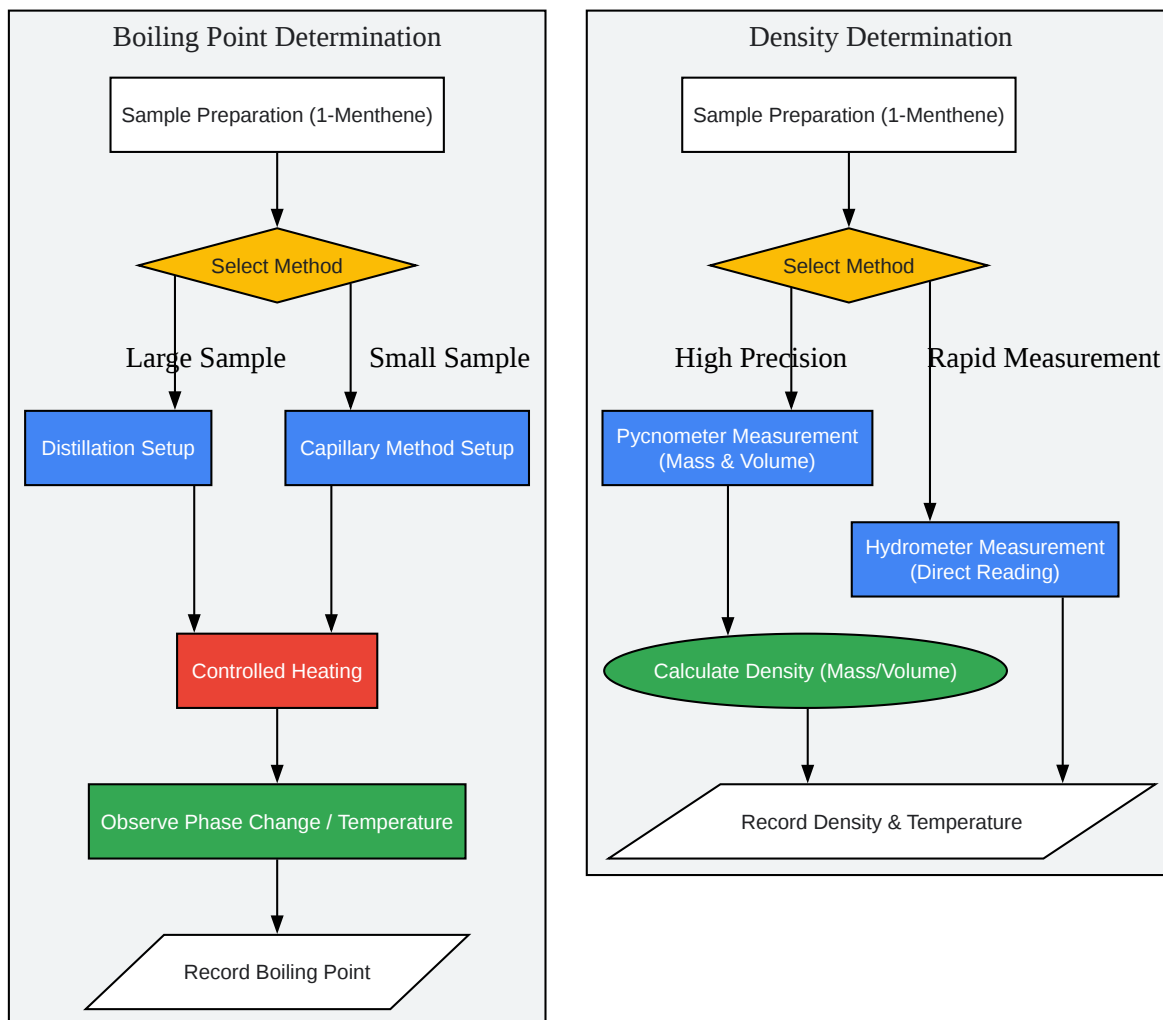 Boiling Point Determination
Sample Preparation (1-Menthene)
Select Method
Large Sample
Small Sample
Distillation Setup
Capillary Method Setup
Controlled Heating
Observe Phase Change / Temperature
Record Boiling Point
Density Determination
Sample Preparation (1-Menthene)
Select Method
High Precision
Rapid Measurement
Pycnometer Measurement
(Mass & Volume)
Hydrometer Measurement
(Direct Reading)
Calculate Density (Mass/Volume)
Record Density & Temperature